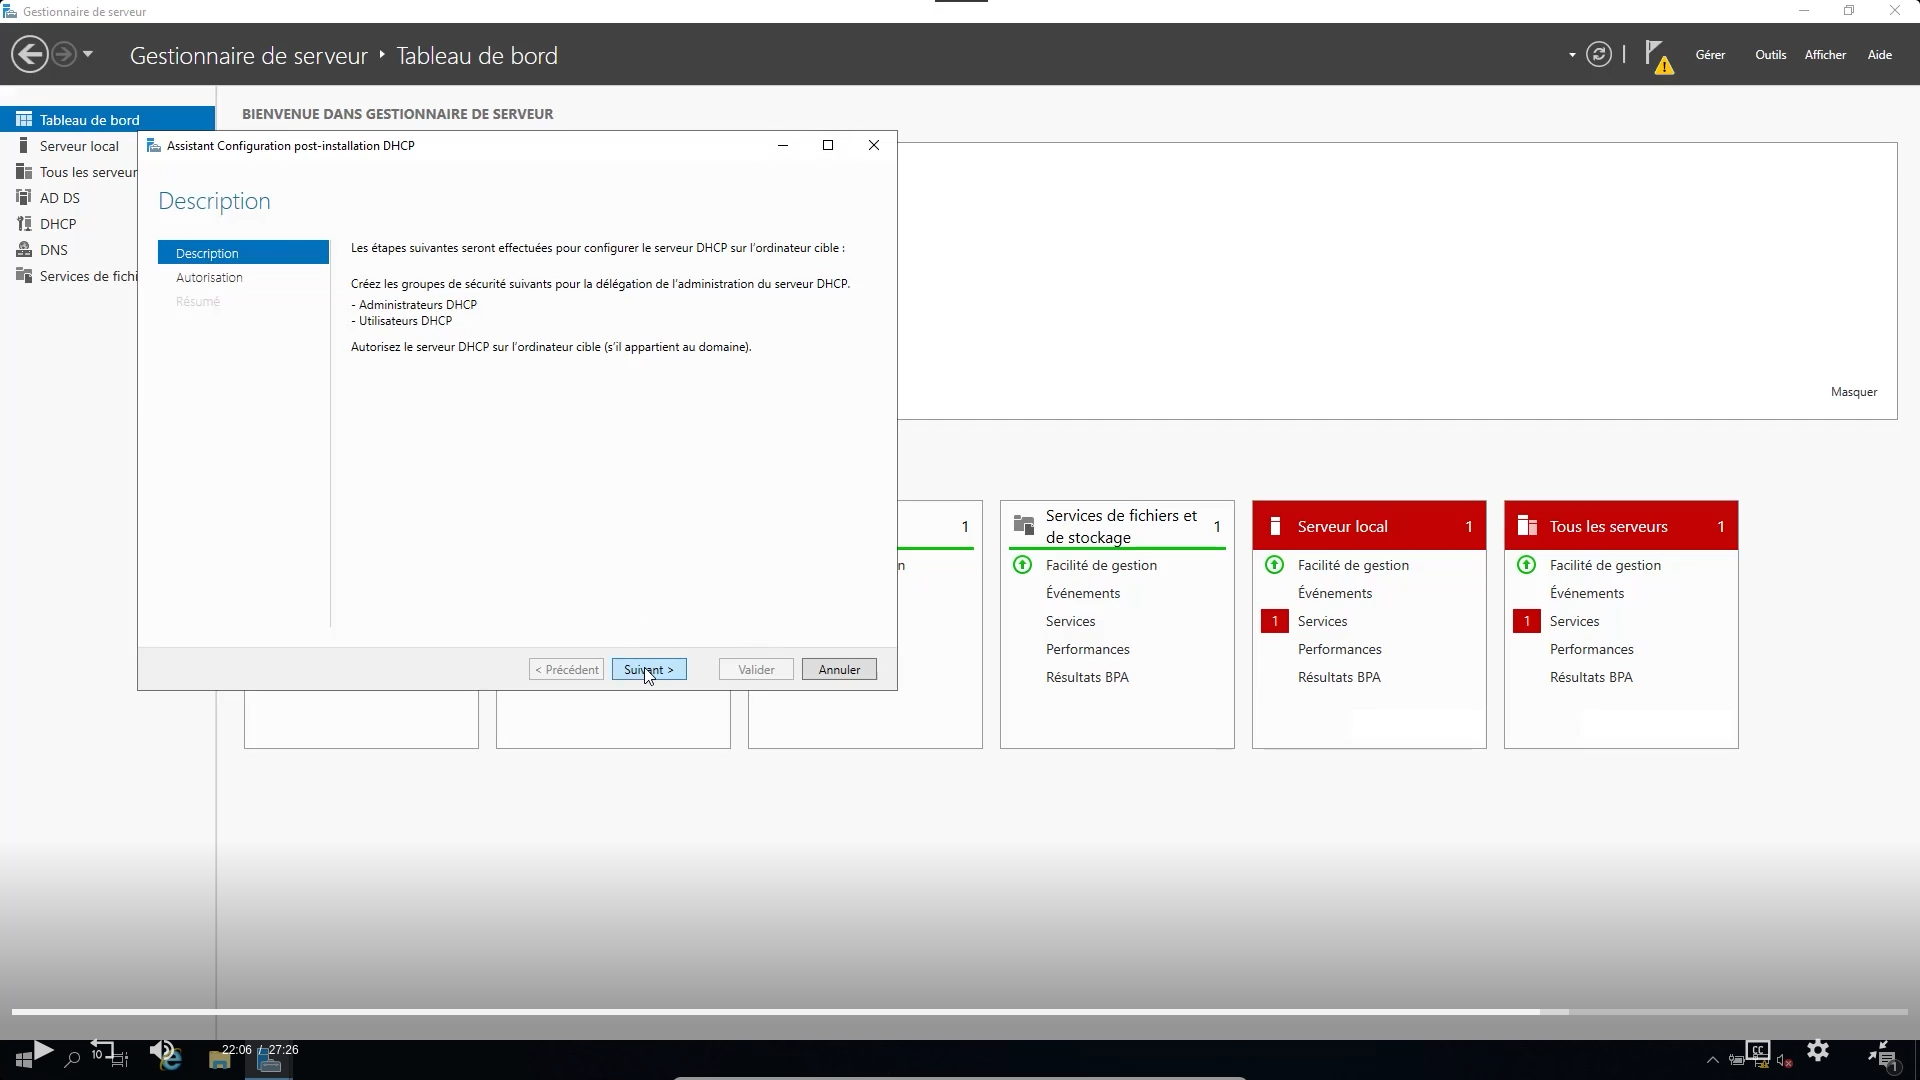 Gestionnaire de serveur
Gestionnaire de serveur ‣ Tableau de bord
Gérer Outils Afficher Aide
Tableau de bord
Serveur local
Tous les serveur
AD DS
DHCP
DNS
Services de fichi
BIENVENUE DANS GESTIONNAIRE DE SERVEUR
Assistant Configuration post-installation DHCP
Description
Description
Autorisation
Résumé
Les étapes suivantes seront effectuées pour configurer le serveur DHCP sur l'ordinateur cible :
Créez les groupes de sécurité suivants pour la délégation de l'administration du serveur DHCP.
- Administrateurs DHCP
- Utilisateurs DHCP
Autorisez le serveur DHCP sur l'ordinateur cible (s'il appartient au domaine).
< Précédent Suivant > Valider Annuler
Masquer
1
n
Services de fichiers et de stockage 1
Facilité de gestion
Événements
Services
Performances
Résultats BPA
Serveur local 1
Facilité de gestion
Événements
1 Services
Performances
Résultats BPA
Tous les serveurs 1
Facilité de gestion
Événements
1 Services
Performances
Résultats BPA
10
22:06 / 27:26
CC
1